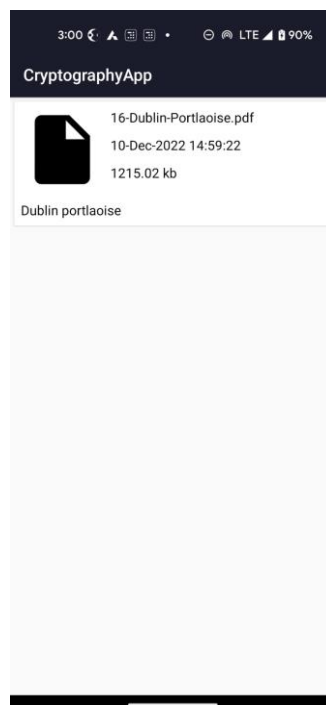 3:00 LTE 90%
CryptographyApp
16-Dublin-Portlaoise.pdf
10-Dec-2022 14:59:22
1215.02 kb
Dublin portlaoise